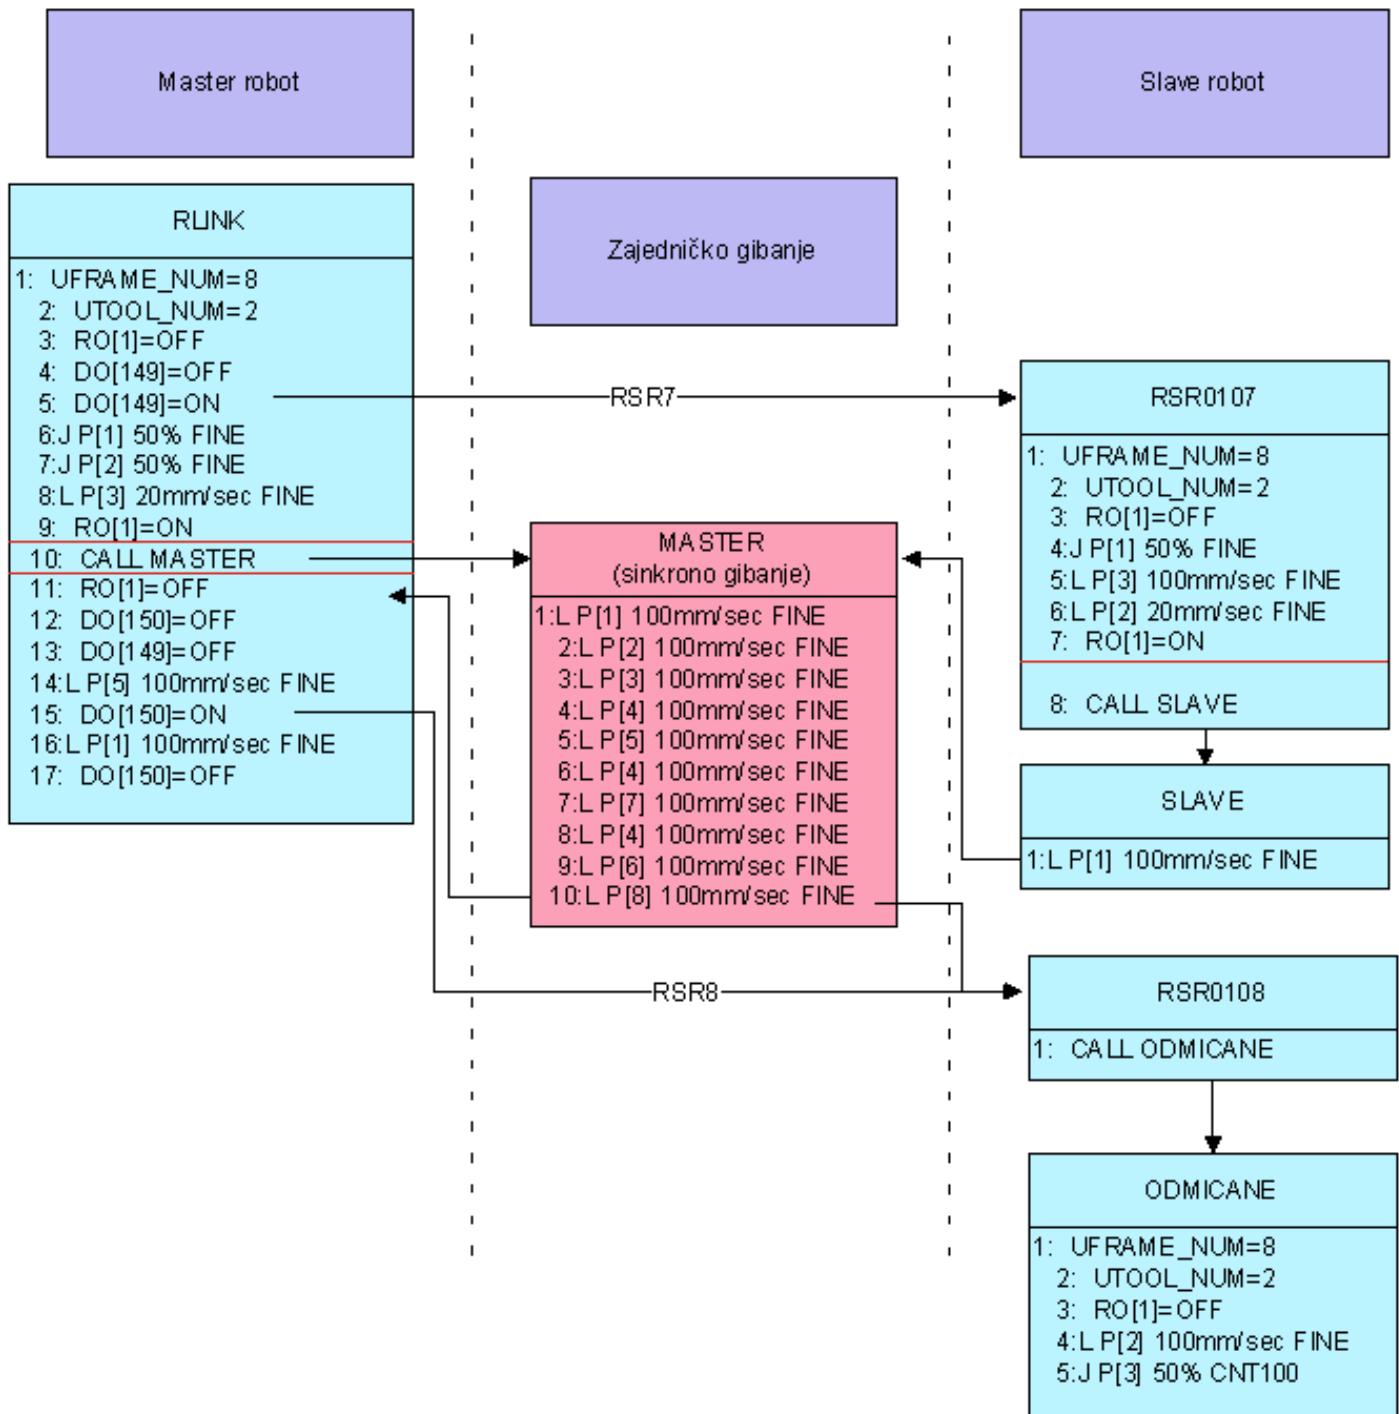 Master robot
Slave robot
Zajedničko gibanje
RLINK
1: UFRAME_NUM=8
2: UTOOL_NUM=2
3: RO[1]=OFF
4: DO[149]=OFF
5: DO[149]=ON
6:J P[1] 50% FINE
7:J P[2] 50% FINE
8:L P[3] 20mm/sec FINE
9: RO[1]=ON
10: CALL MASTER
11: RO[1]=OFF
12: DO[150]=OFF
13: DO[149]=OFF
14:L P[5] 100mm/sec FINE
15: DO[150]=ON
16:L P[1] 100mm/sec FINE
17: DO[150]=OFF
RSR7
RSR0107
1: UFRAME_NUM=8
2: UTOOL_NUM=2
3: RO[1]=OFF
4:J P[1] 50% FINE
5:L P[3] 100mm/sec FINE
6:L P[2] 20mm/sec FINE
7: RO[1]=ON
8: CALL SLAVE
MASTER
(sinkrono gibanje)
1:L P[1] 100mm/sec FINE
2:L P[2] 100mm/sec FINE
3:L P[3] 100mm/sec FINE
4:L P[4] 100mm/sec FINE
5:L P[5] 100mm/sec FINE
6:L P[4] 100mm/sec FINE
7:L P[7] 100mm/sec FINE
8:L P[4] 100mm/sec FINE
9:L P[6] 100mm/sec FINE
10:L P[8] 100mm/sec FINE
SLAVE
1:L P[1] 100mm/sec FINE
RSR8
RSR0108
1: CALL ODMICANE
ODMICANE
1: UFRAME_NUM=8
2: UTOOL_NUM=2
3: RO[1]=OFF
4:L P[2] 100mm/sec FINE
5:J P[3] 50% CNT100